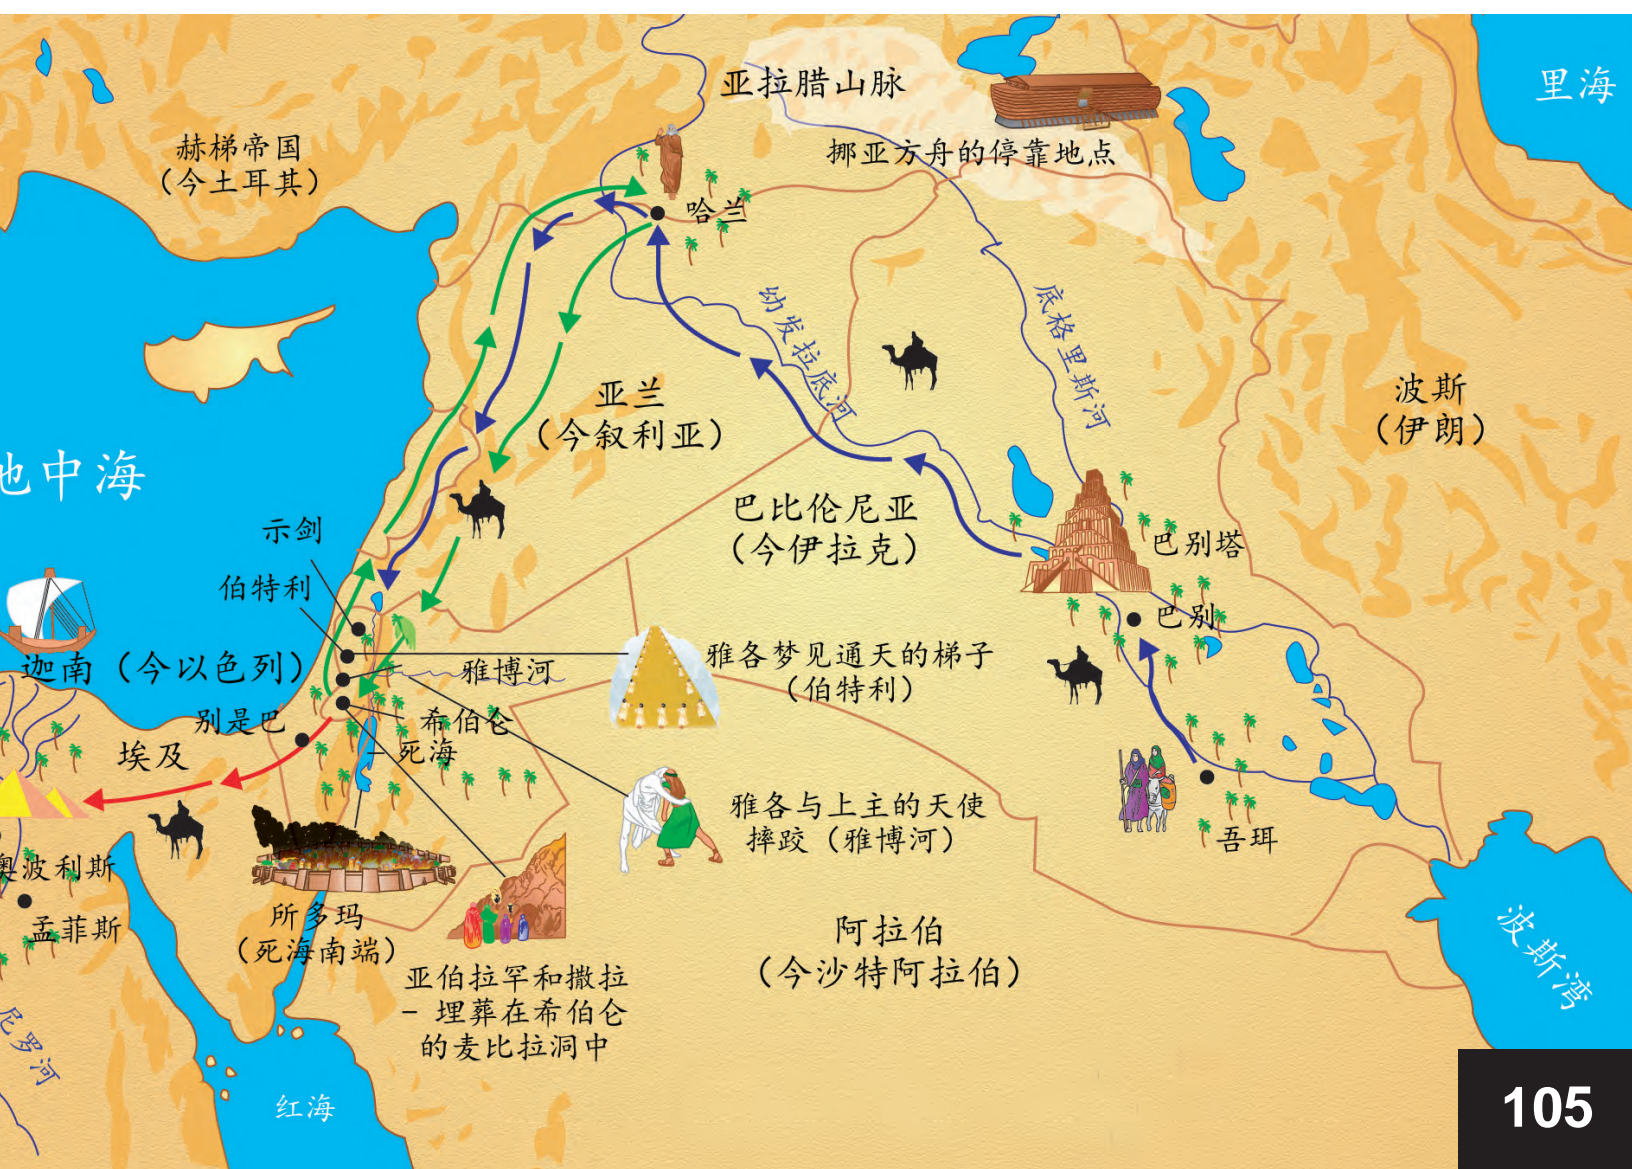 亚拉腊山脉
里海
赫梯帝国
（今土耳其）
挪亚方舟的停靠地点
哈兰
幼发拉底河
底格里斯河
亚兰
（今叙利亚）
波斯
（伊朗）
地中海
示剑
巴比伦尼亚
（今伊拉克）
巴别塔
伯特利
巴别
迦南（今以色列）
雅博河
雅各梦见通天的梯子
（伯特利）
别是巴
希伯仑
死海
埃及
雅各与上主的天使
摔跤（雅博河）
吾珥
奥波利斯
孟菲斯
所多玛
（死海南端）
阿拉伯
（今沙特阿拉伯）
波斯湾
亚伯拉罕和撒拉
– 埋葬在希伯仑
的麦比拉洞中
尼罗河
红海
105